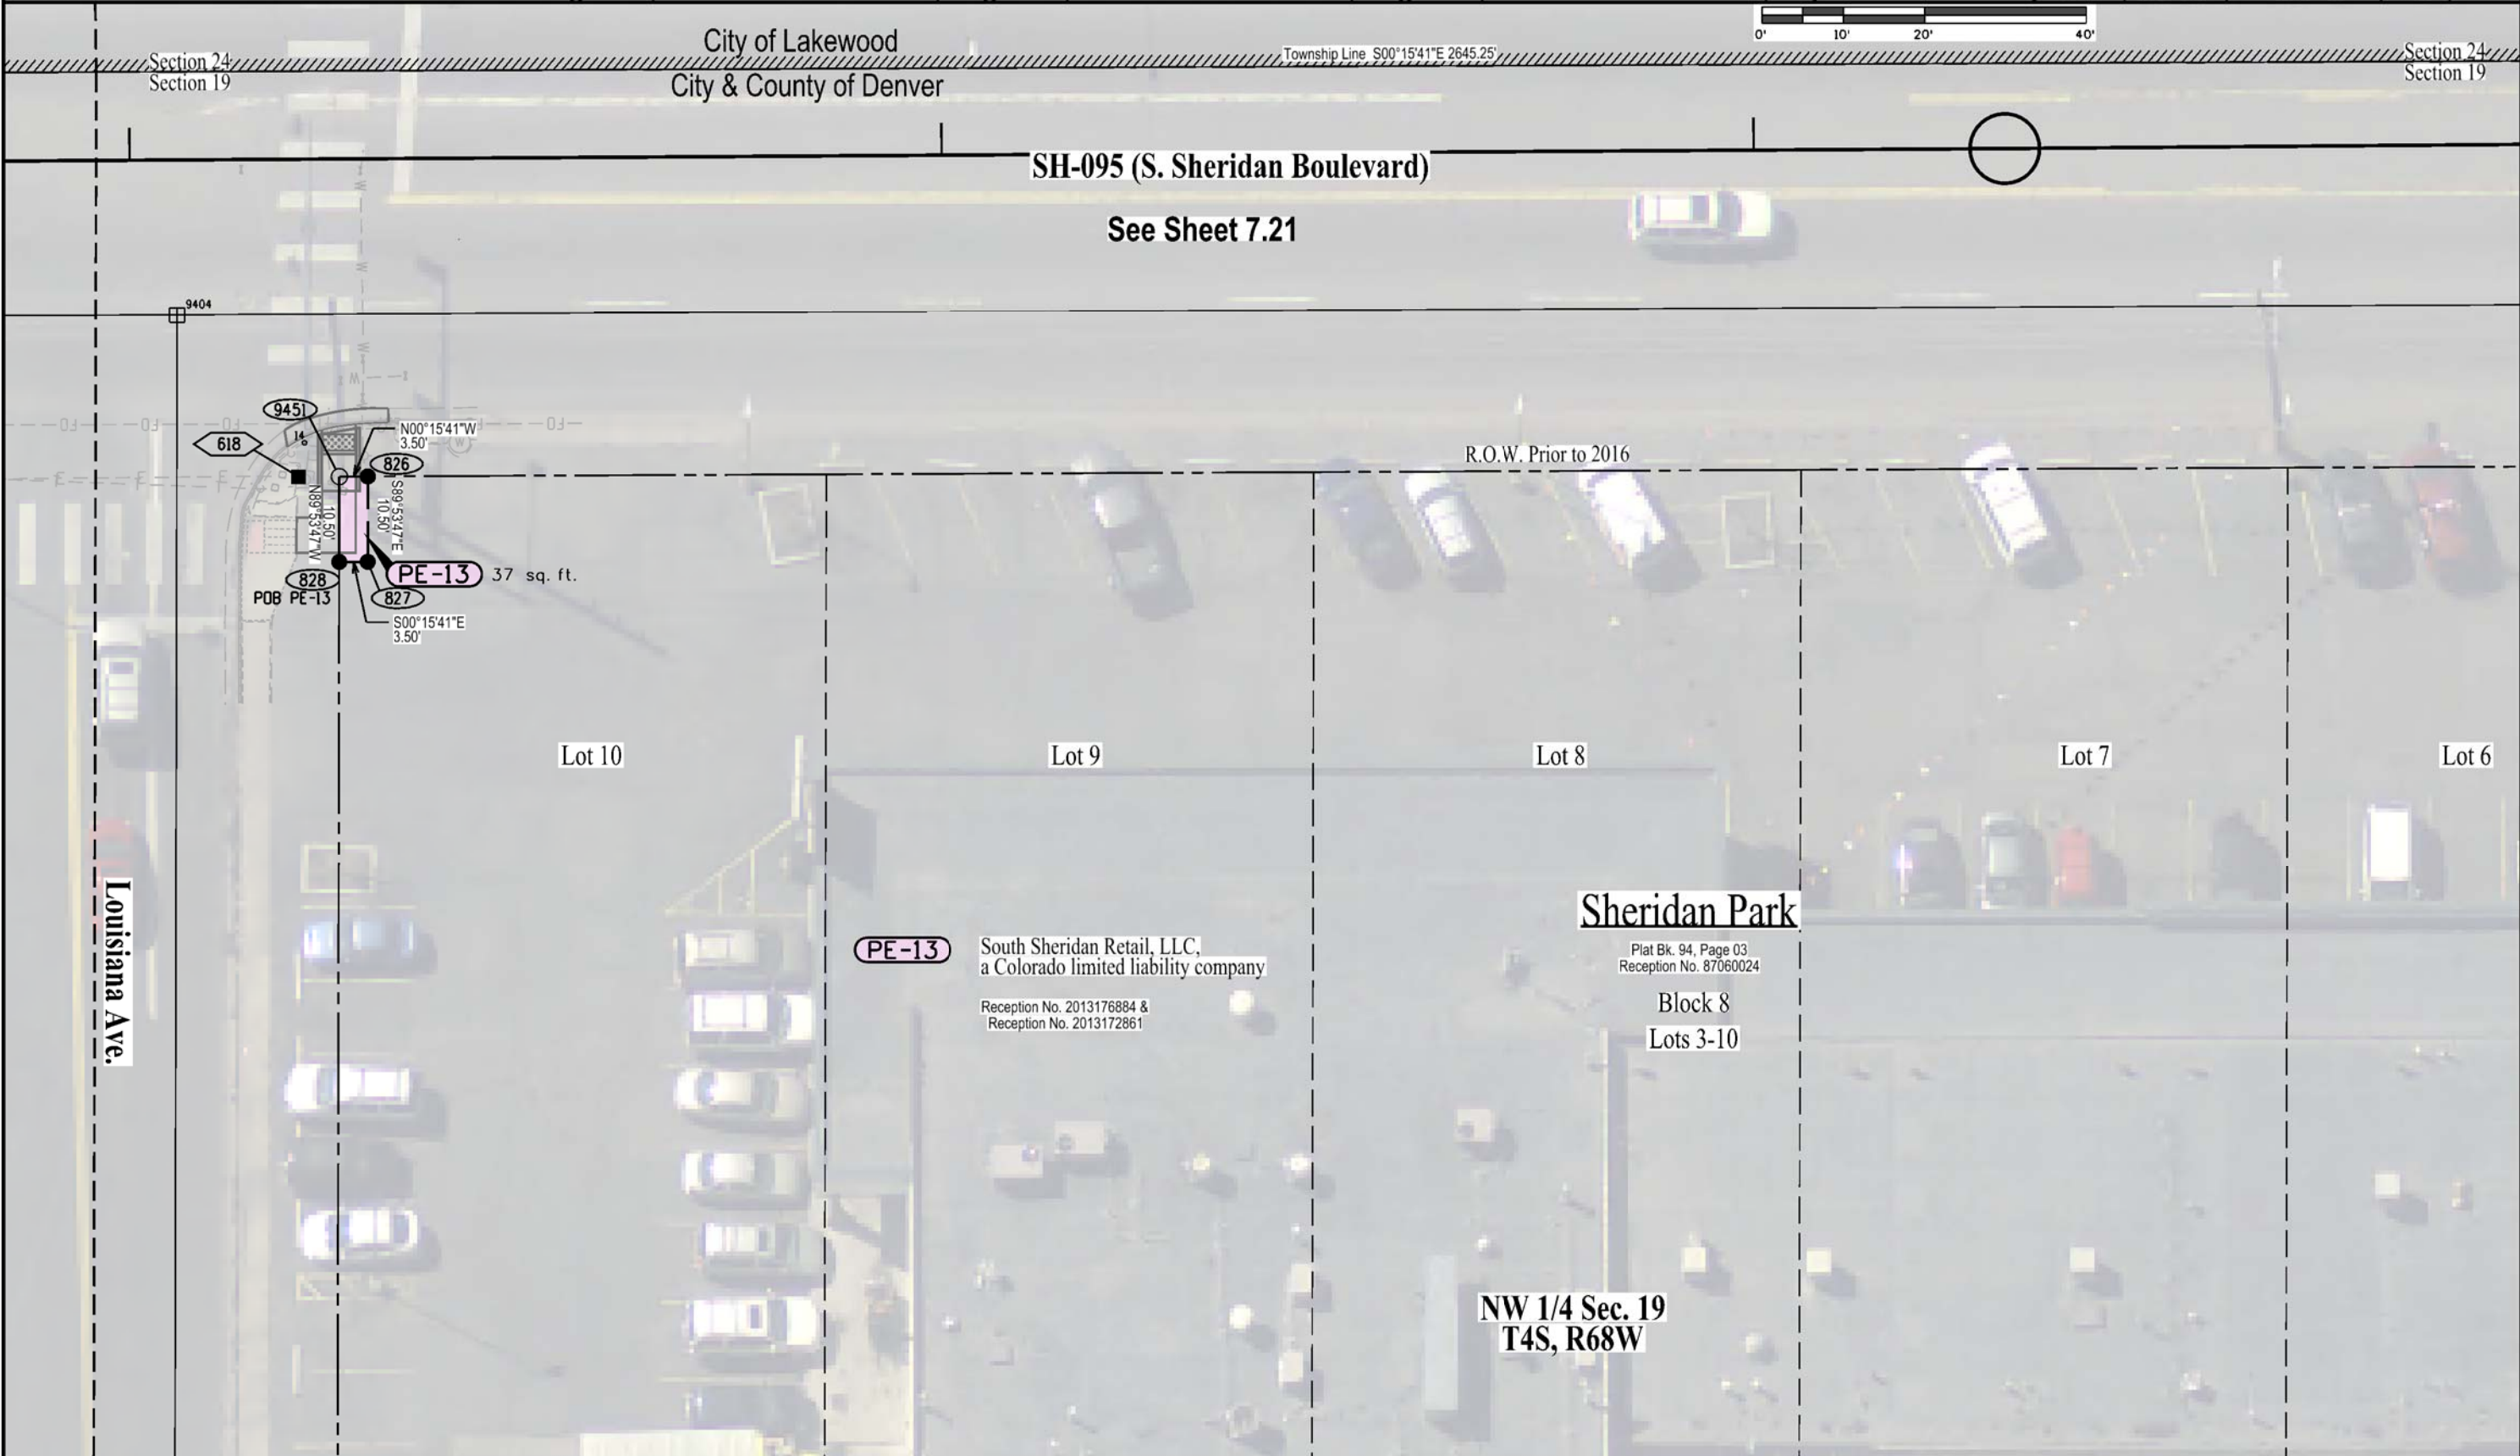 0' 10' 20' 40'
City of Lakewood
Section 24
Township Line S00°15'41"E 2645.25'
Section 24
Section 19
City & County of Denver
Section 19
SH-095 (S. Sheridan Boulevard)
See Sheet 7.21
9404
9451
14
618
N00°15'41"W
3.50'
826
R.O.W. Prior to 2016
N89°53'47"W
10.50'
S89°53'47"E
10.50'
PE-13 37 sq. ft.
828
POB PE-13
827
S00°15'41"E
3.50'
W
W
W
W
W
FO FO FO FO
E E F
Lot 10
Lot 9
Lot 8
Lot 7
Lot 6
Louisiana Ave.
PE-13
South Sheridan Retail, LLC,
a Colorado limited liability company
Reception No. 2013176884 &
Reception No. 2013172861
Sheridan Park
Plat Bk. 94, Page 03
Reception No. 87060024
Block 8
Lots 3-10
NW 1/4 Sec. 19
T4S, R68W